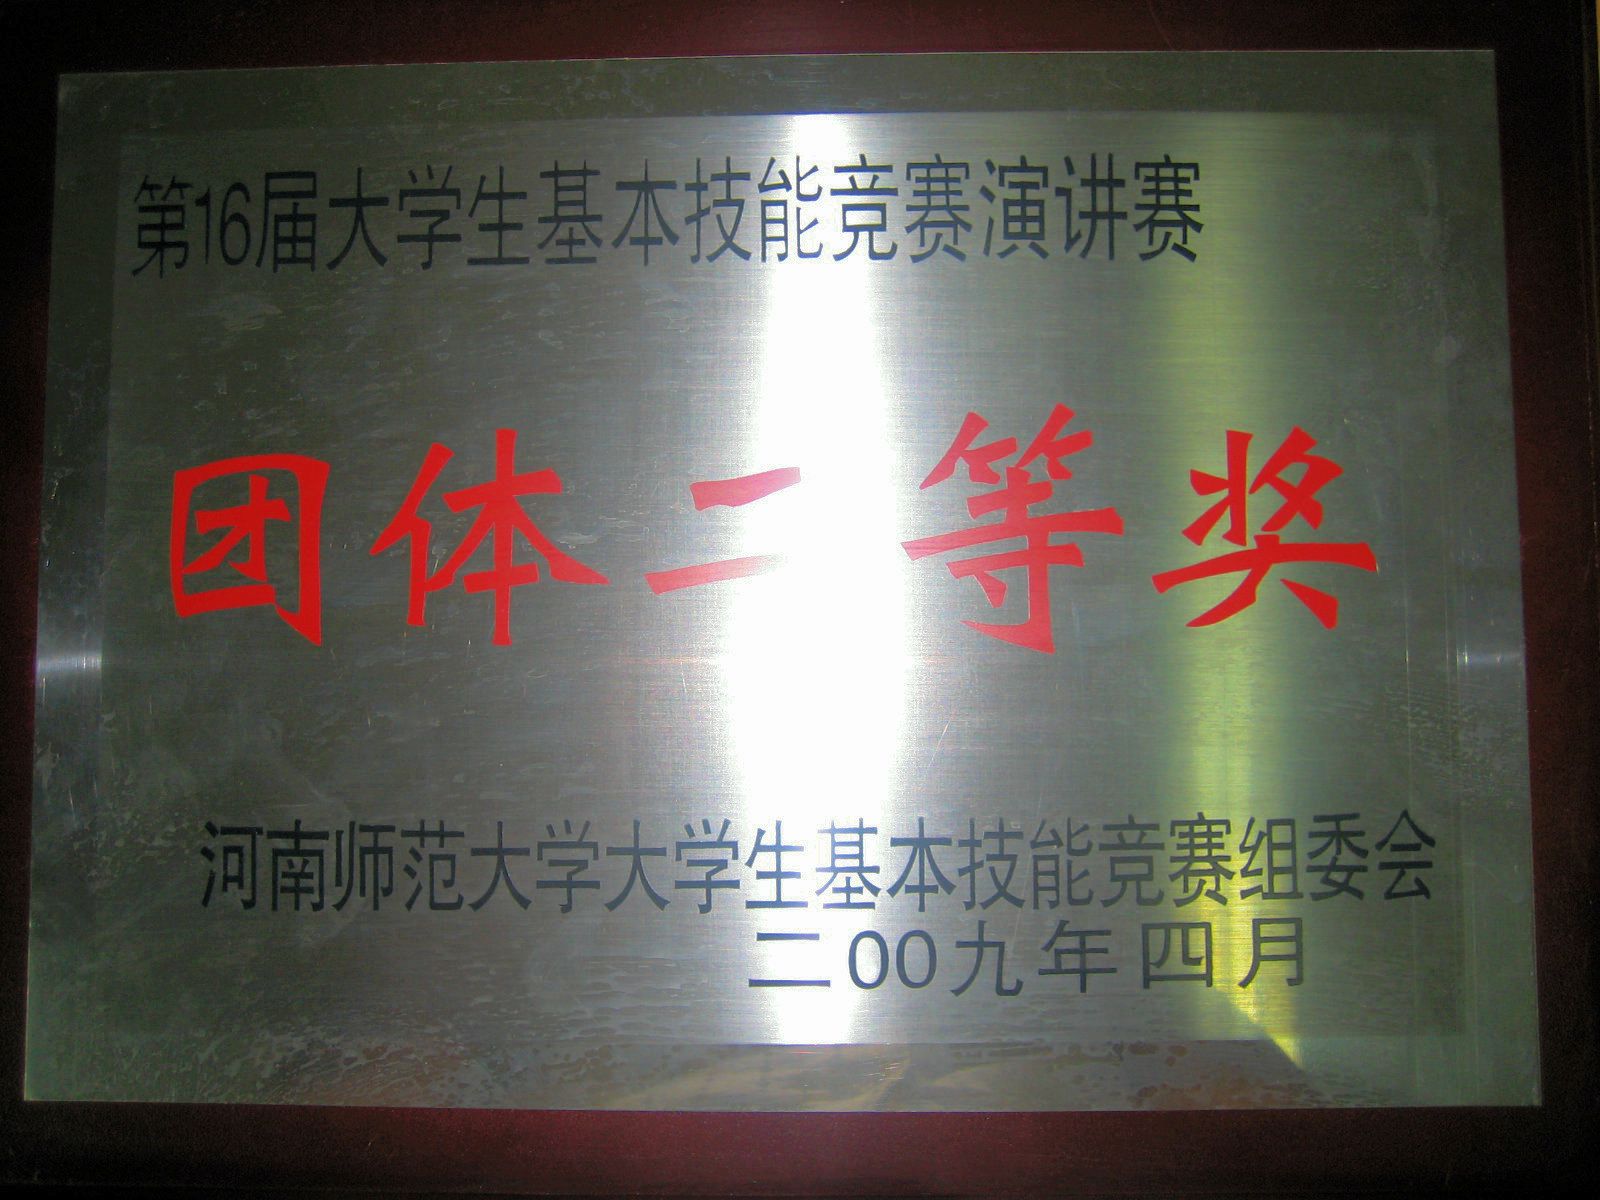 第16届大学生基本技能竞赛演讲赛
团体二等奖
河南师范大学大学生基本技能竞赛组委会
二00九年四月